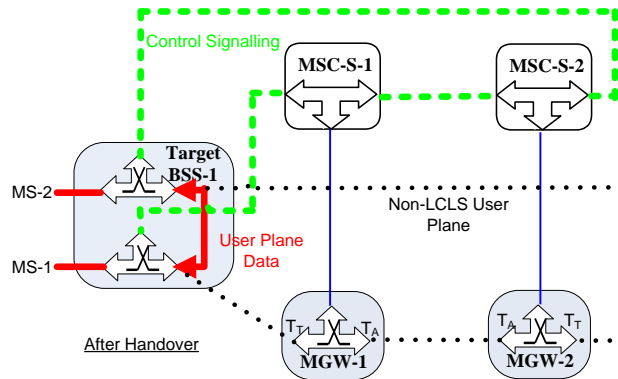 Control Signalling
MSC-S-1
MSC-S-2
Target
BSS-1
MS-2
Non-LCLS User
Plane
User Plane
Data
MS-1
TT
TA
TA
TT
MGW-1
MGW-2
After Handover